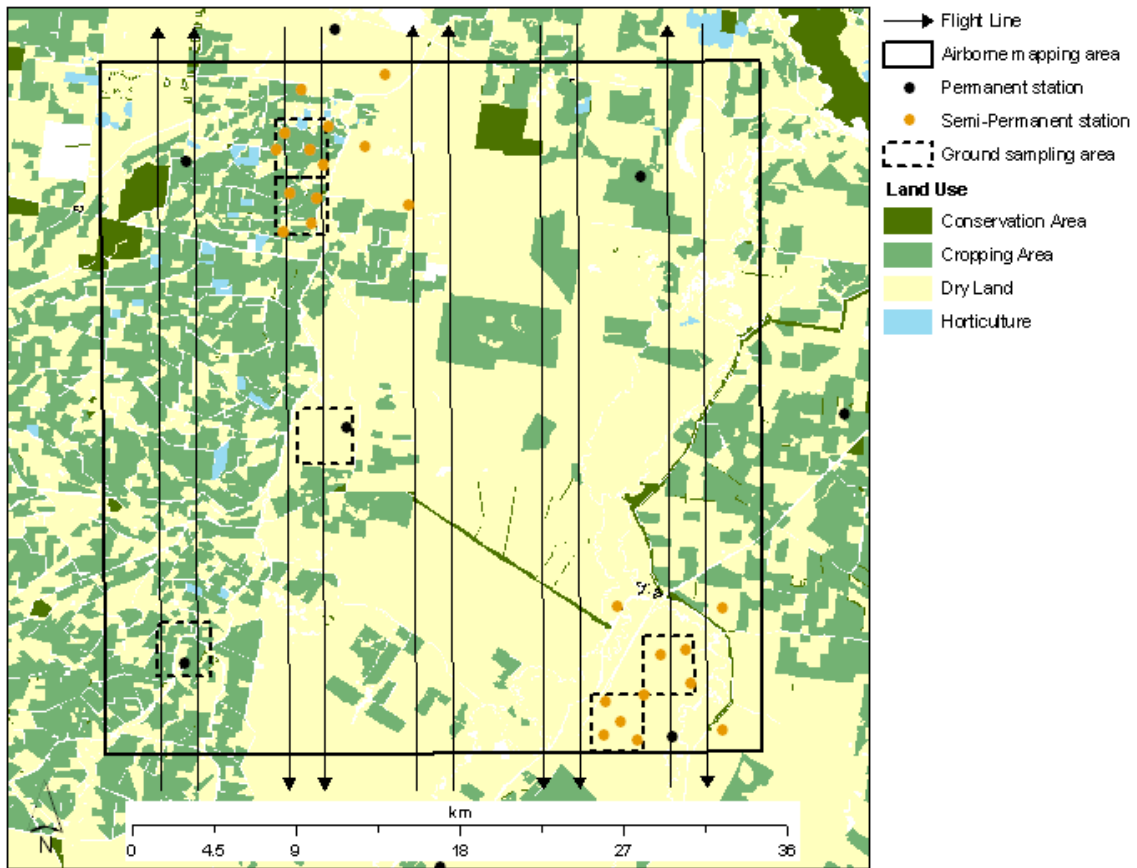 Flight Line
Airborne mapping area
Permanent station
Semi-Permanent station
Ground sampling area
Land Use
Conservation Area
Cropping Area
Dry Land
Horticulture
km
0 4.5 9 18 27 36
N